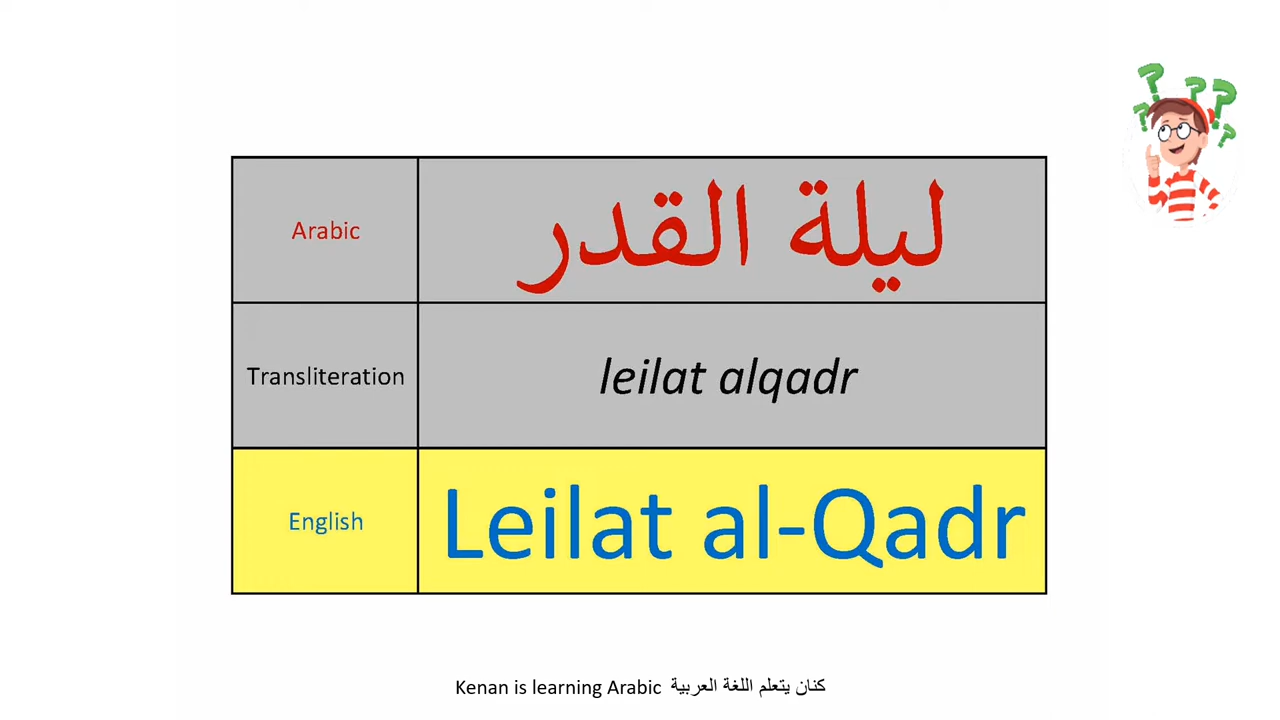 Arabic ليلة القدر
Transliteration leilat alqadr
English Leilat al-Qadr
Kenan is learning Arabic كنان يتعلم اللغة العربية